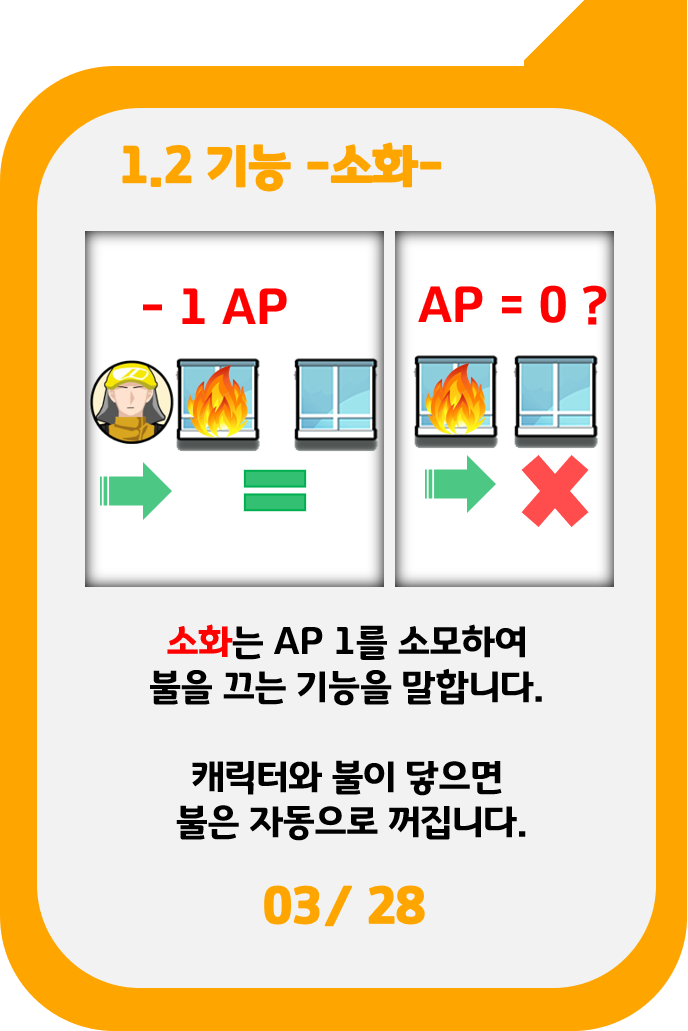 1.2 기능 -소화-
- 1 AP
AP = 0 ?
소화는 AP 1를 소모하여
불을 끄는 기능을 말합니다.
캐릭터와 불이 닿으면
불은 자동으로 꺼집니다.
03/ 28